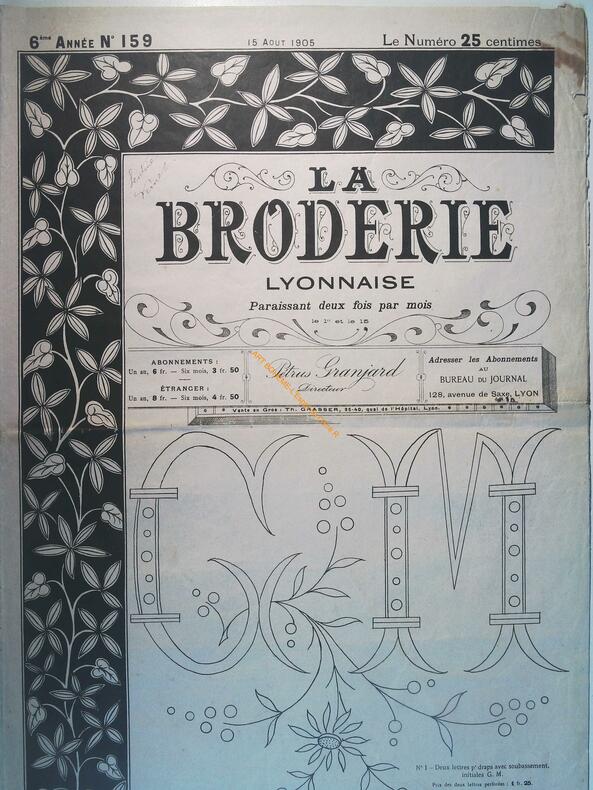 6ème ANNÉE N° 159
15 AOUT 1905
Le Numéro 25 centimes
LA
BRODERIE
LYONNAISE
Paraissant deux fois par mois
le 1er et le 15
ABONNEMENTS :
Un an, 6 fr. — Six mois, 3 fr. 50
ÉTRANGER :
Un an, 8 fr. — Six mois, 4 fr. 50
Pétrus Granjard
Directeur
Adresser les Abonnements
AU
BUREAU DU JOURNAL
128, avenue de Saxe, LYON
Vente en Gros : TH. GRESSER, 36-40, quai de l'Hôpital, Lyon.
GM
N° 1 — Deux lettres pr draps avec soubassement,
initiales G. M.
Prix des deux lettres perforées : 1 fr. 25.